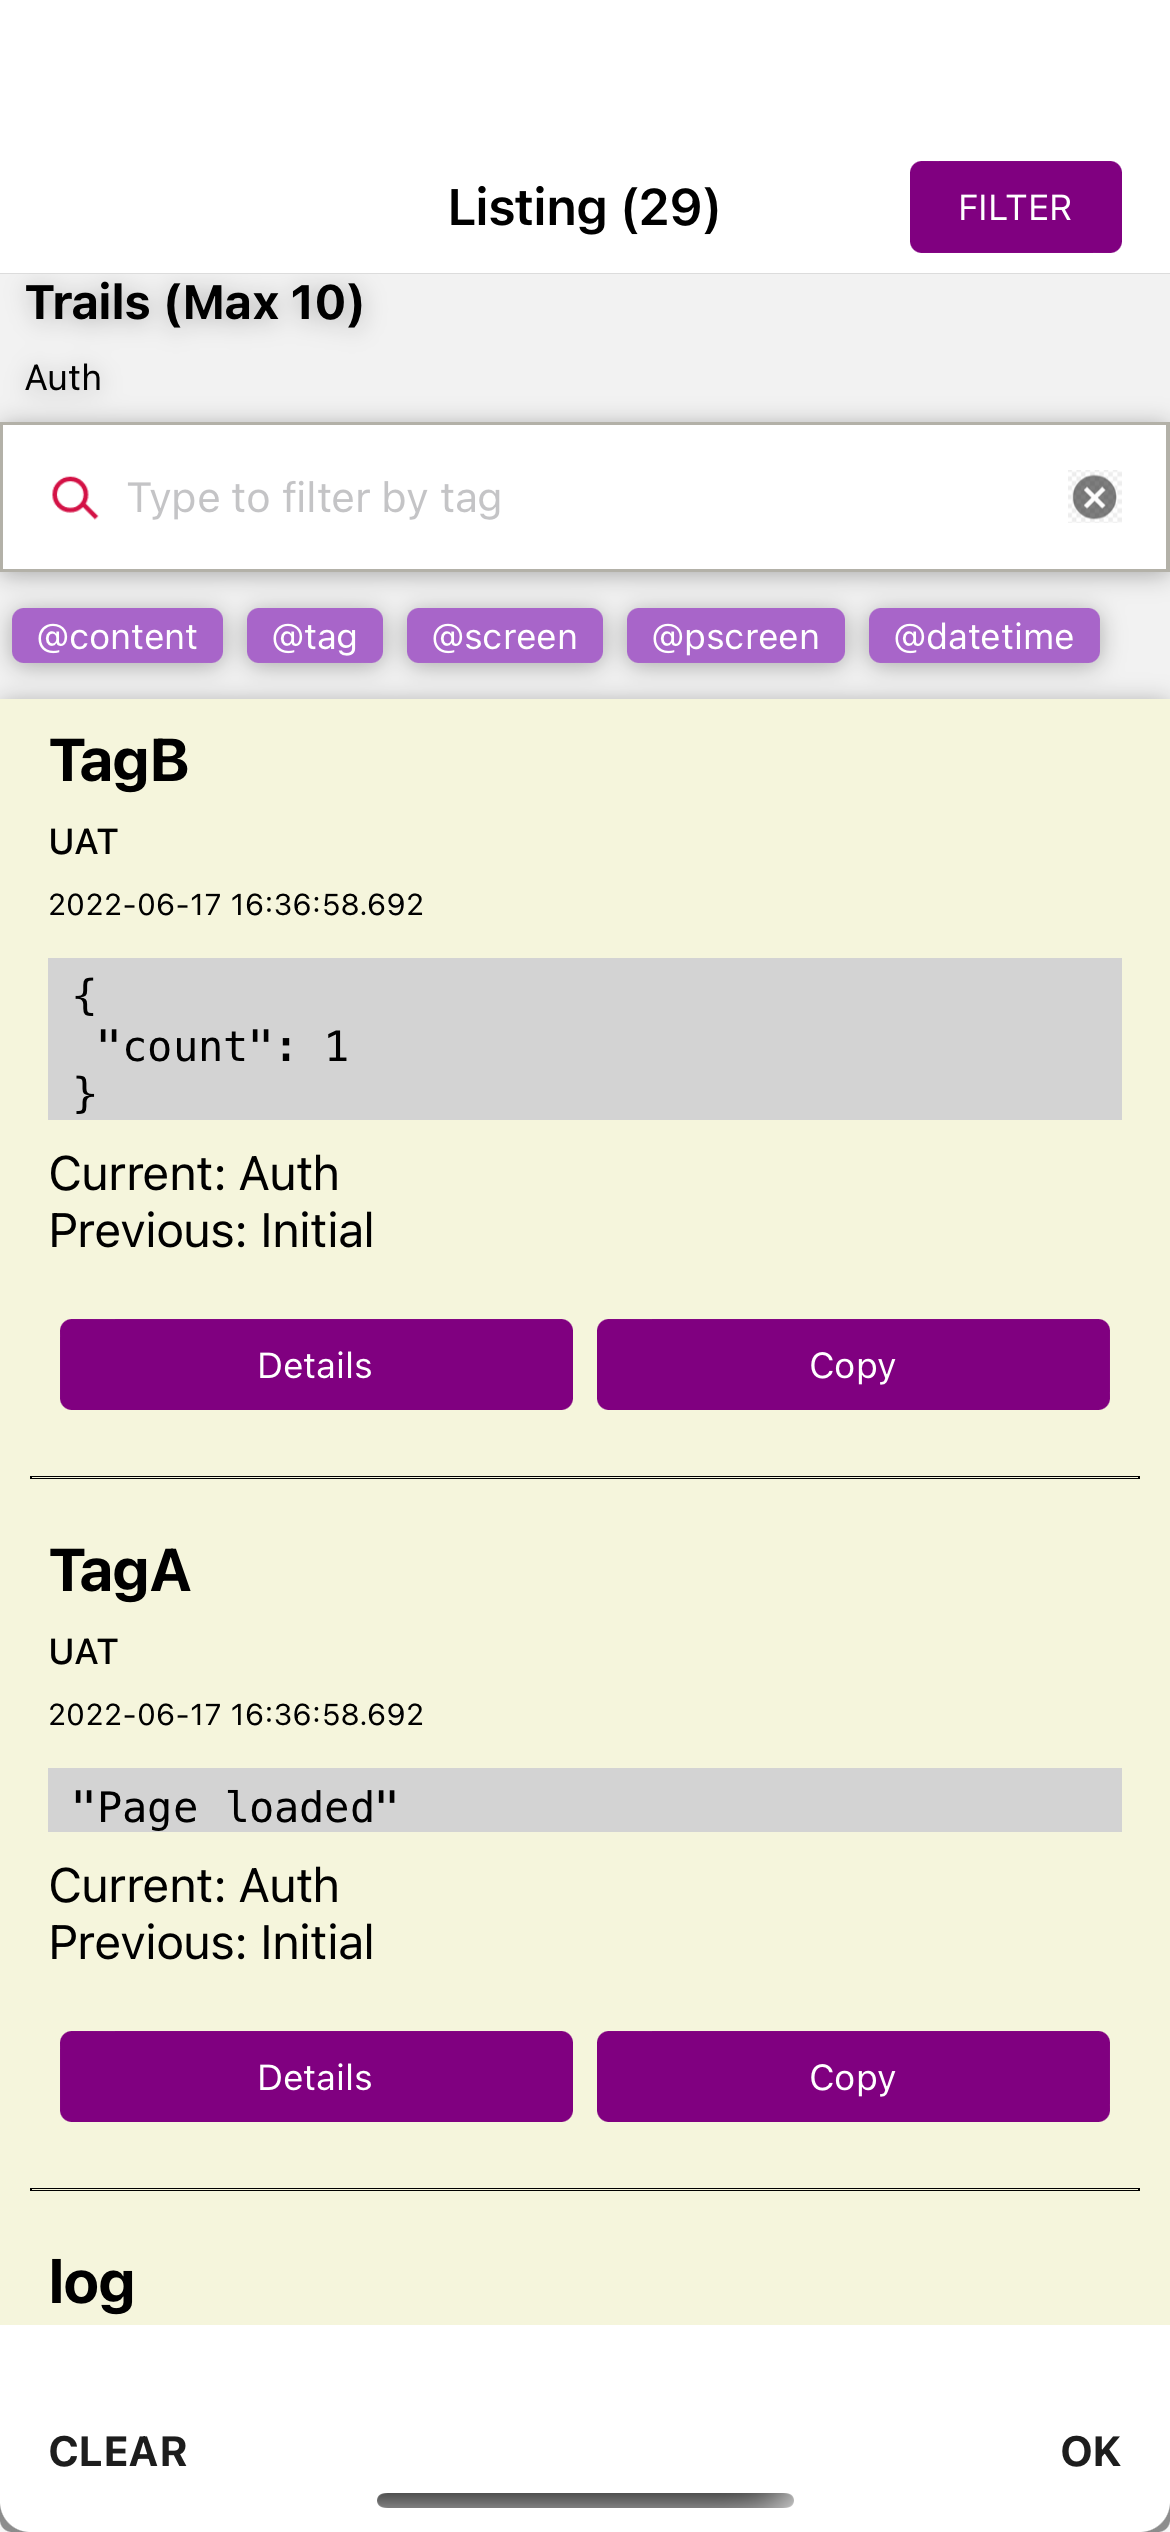 Listing (29)
FILTER
Trails (Max 10)
Auth
Type to filter by tag
@content @tag @screen @pscreen @datetime
TagB
UAT
2022-06-17 16:36:58.692
{
"count": 1
}
Current: Auth
Previous: Initial
Details Copy
TagA
UAT
2022-06-17 16:36:58.692
"Page loaded"
Current: Auth
Previous: Initial
Details Copy
log
CLEAR OK